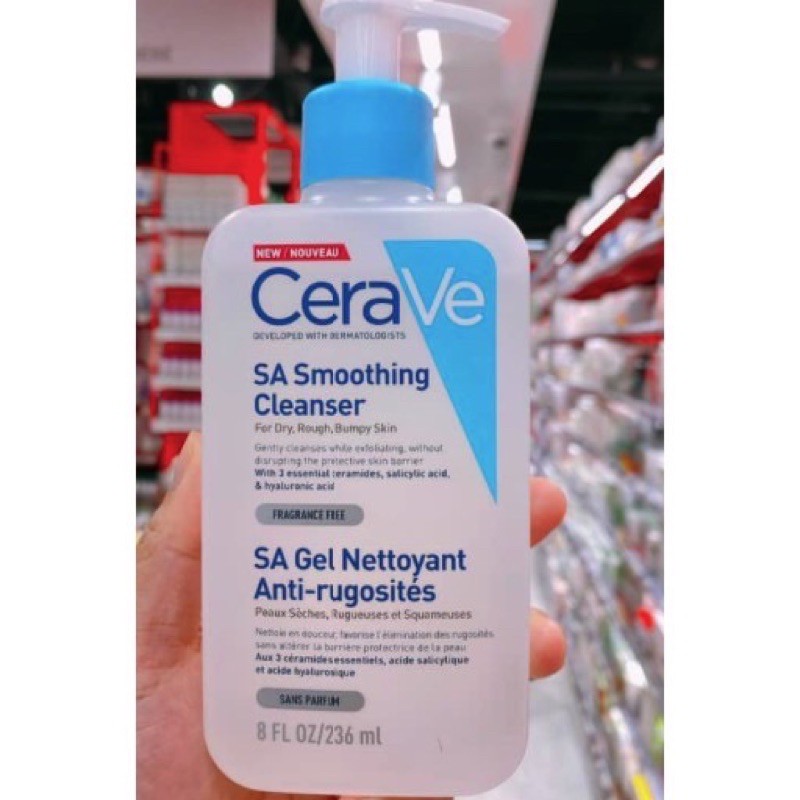 NEW / NOUVEAU
CeraVe
DEVELOPED WITH DERMATOLOGISTS
SA Smoothing
Cleanser
For Dry, Rough, Bumpy Skin
Gently cleanses while exfoliating, without
disrupting the protective skin barrier
With 3 essential ceramides, salicylic acid,
& hyaluronic acid
FRAGRANCE FREE
SA Gel Nettoyant
Anti-rugosités
Peaux Sèches, Rugueuses et Squameuses
Nettoie en douceur, favorise l'élimination des rugosités
sans altérer la barrière protectrice de la peau
Aux 3 céramides essentiels, acide salicylique
et acide hyaluronique
SANS PARFUM
8 FL OZ/236 ml